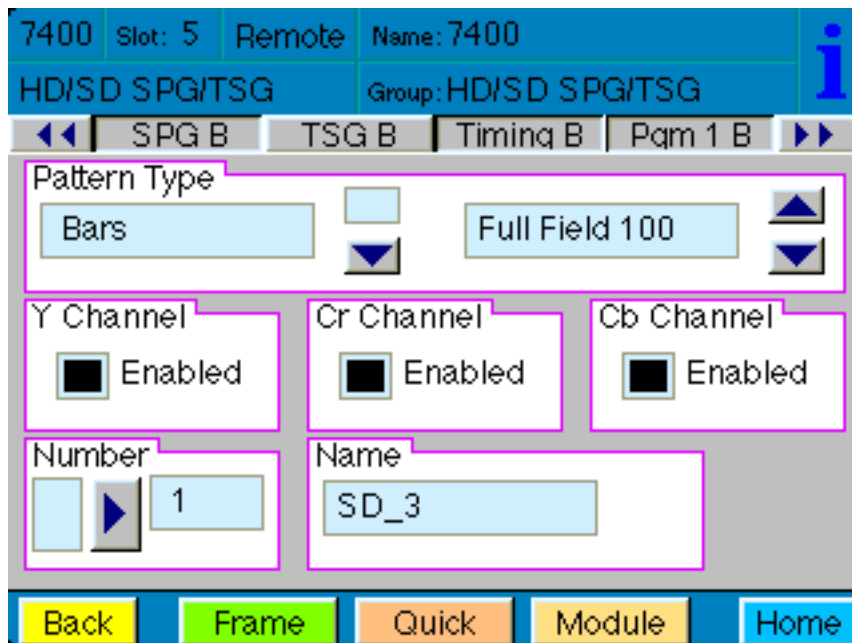 7400 Slot: 5 Remote Name: 7400 i
HD/SD SPG/TSG Group: HD/SD SPG/TSG
SPG B TSG B Timing B Pgm 1 B
Pattern Type
Bars Full Field 100
Y Channel Cr Channel Cb Channel
Enabled Enabled Enabled
Number Name
1 SD_3
Back Frame Quick Module Home